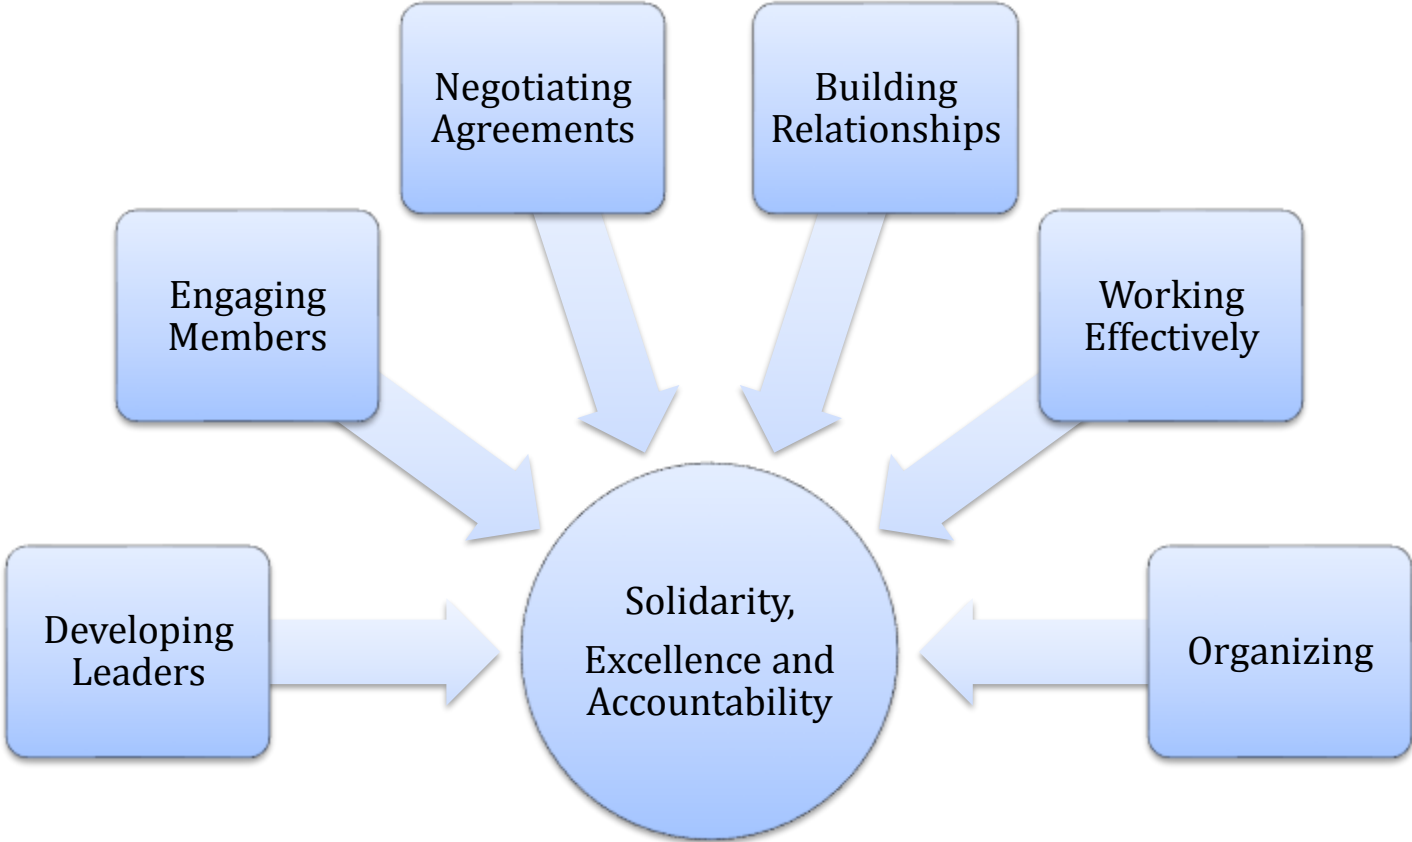 Negotiating
Agreements
Building
Relationships
Engaging
Members
Working
Effectively
Developing
Leaders
Solidarity,
Excellence and
Accountability
Organizing